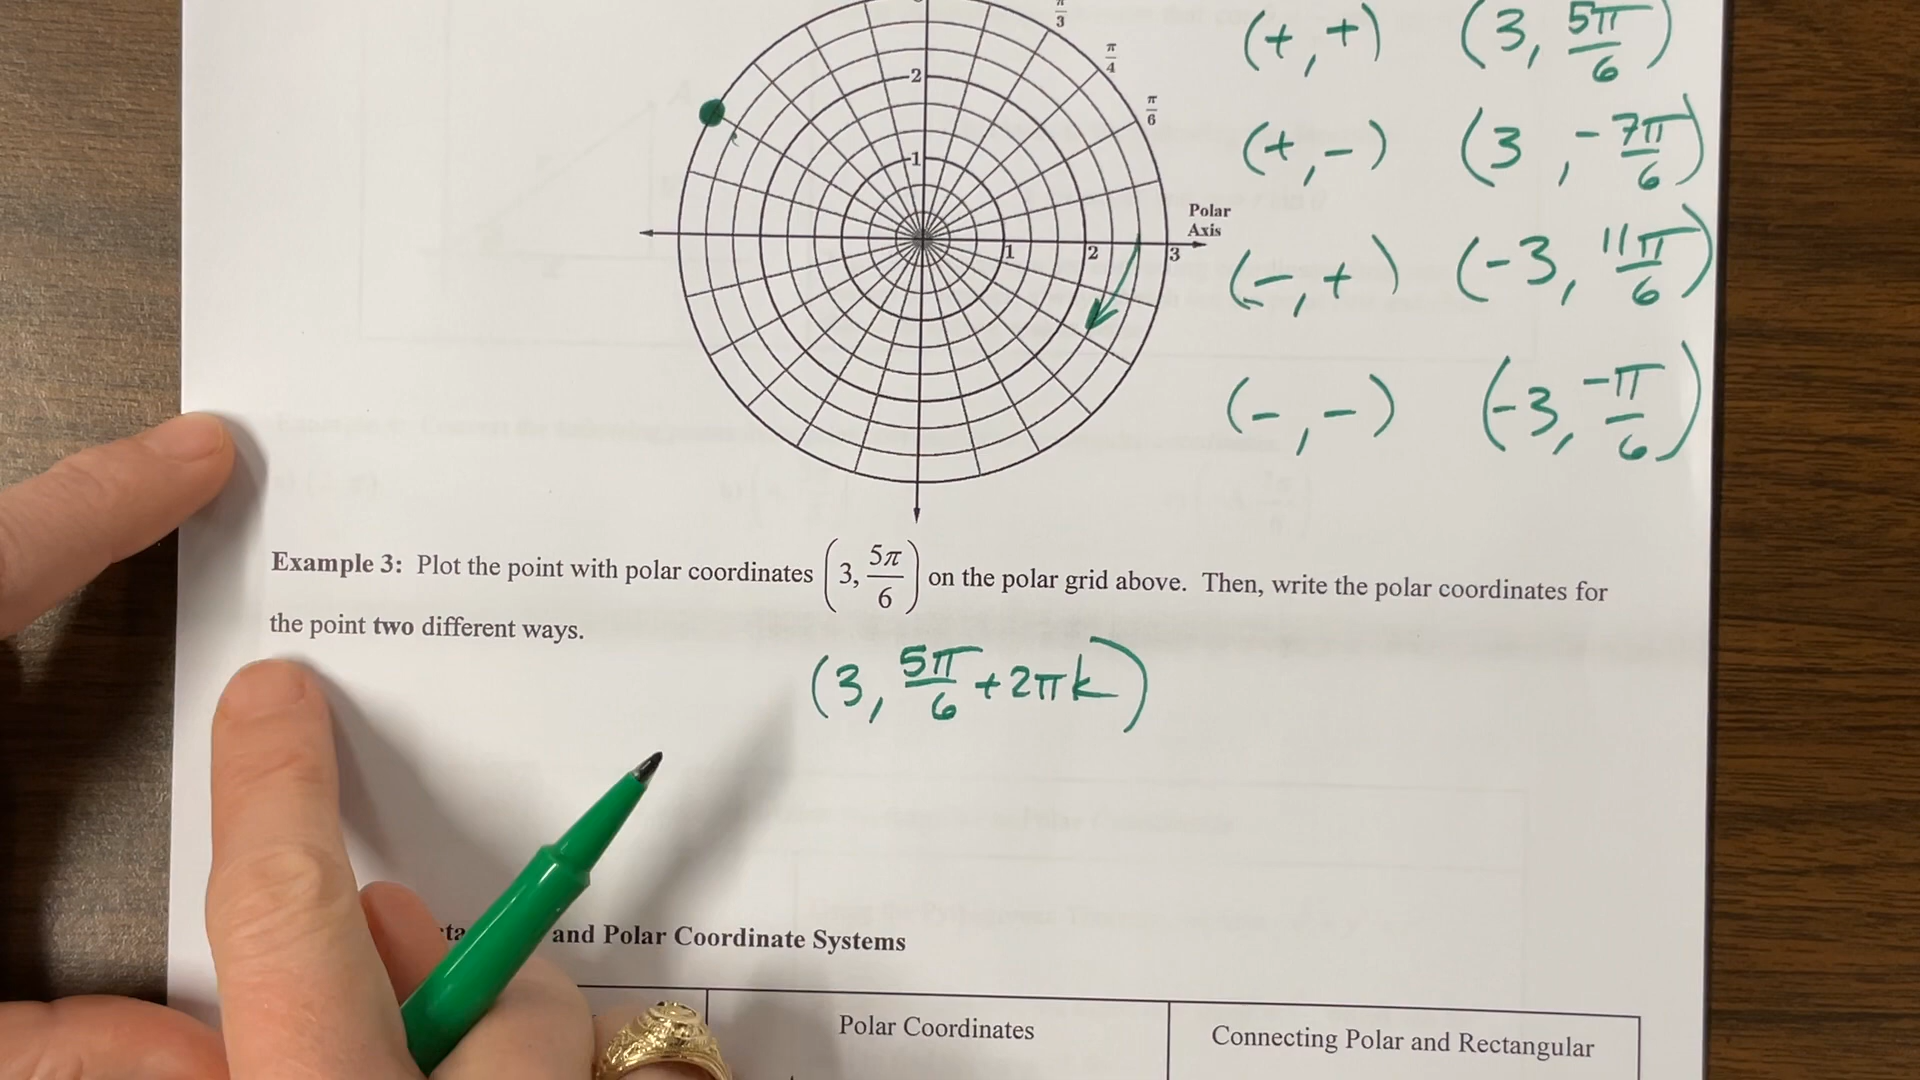 π/3
π/4
π/6
2
1
Polar
Axis
1 2 3
(+, +) (3, 5π/6)
(+, -) (3, -7π/6)
(-, +) (-3, 11π/6)
(-, -) (-3, -π/6)
Example 3: Plot the point with polar coordinates (3, 5π/6) on the polar grid above. Then, write the polar coordinates for
the point two different ways.
(3, 5π/6 + 2πk)
and Polar Coordinate Systems
Polar Coordinates
Connecting Polar and Rectangular